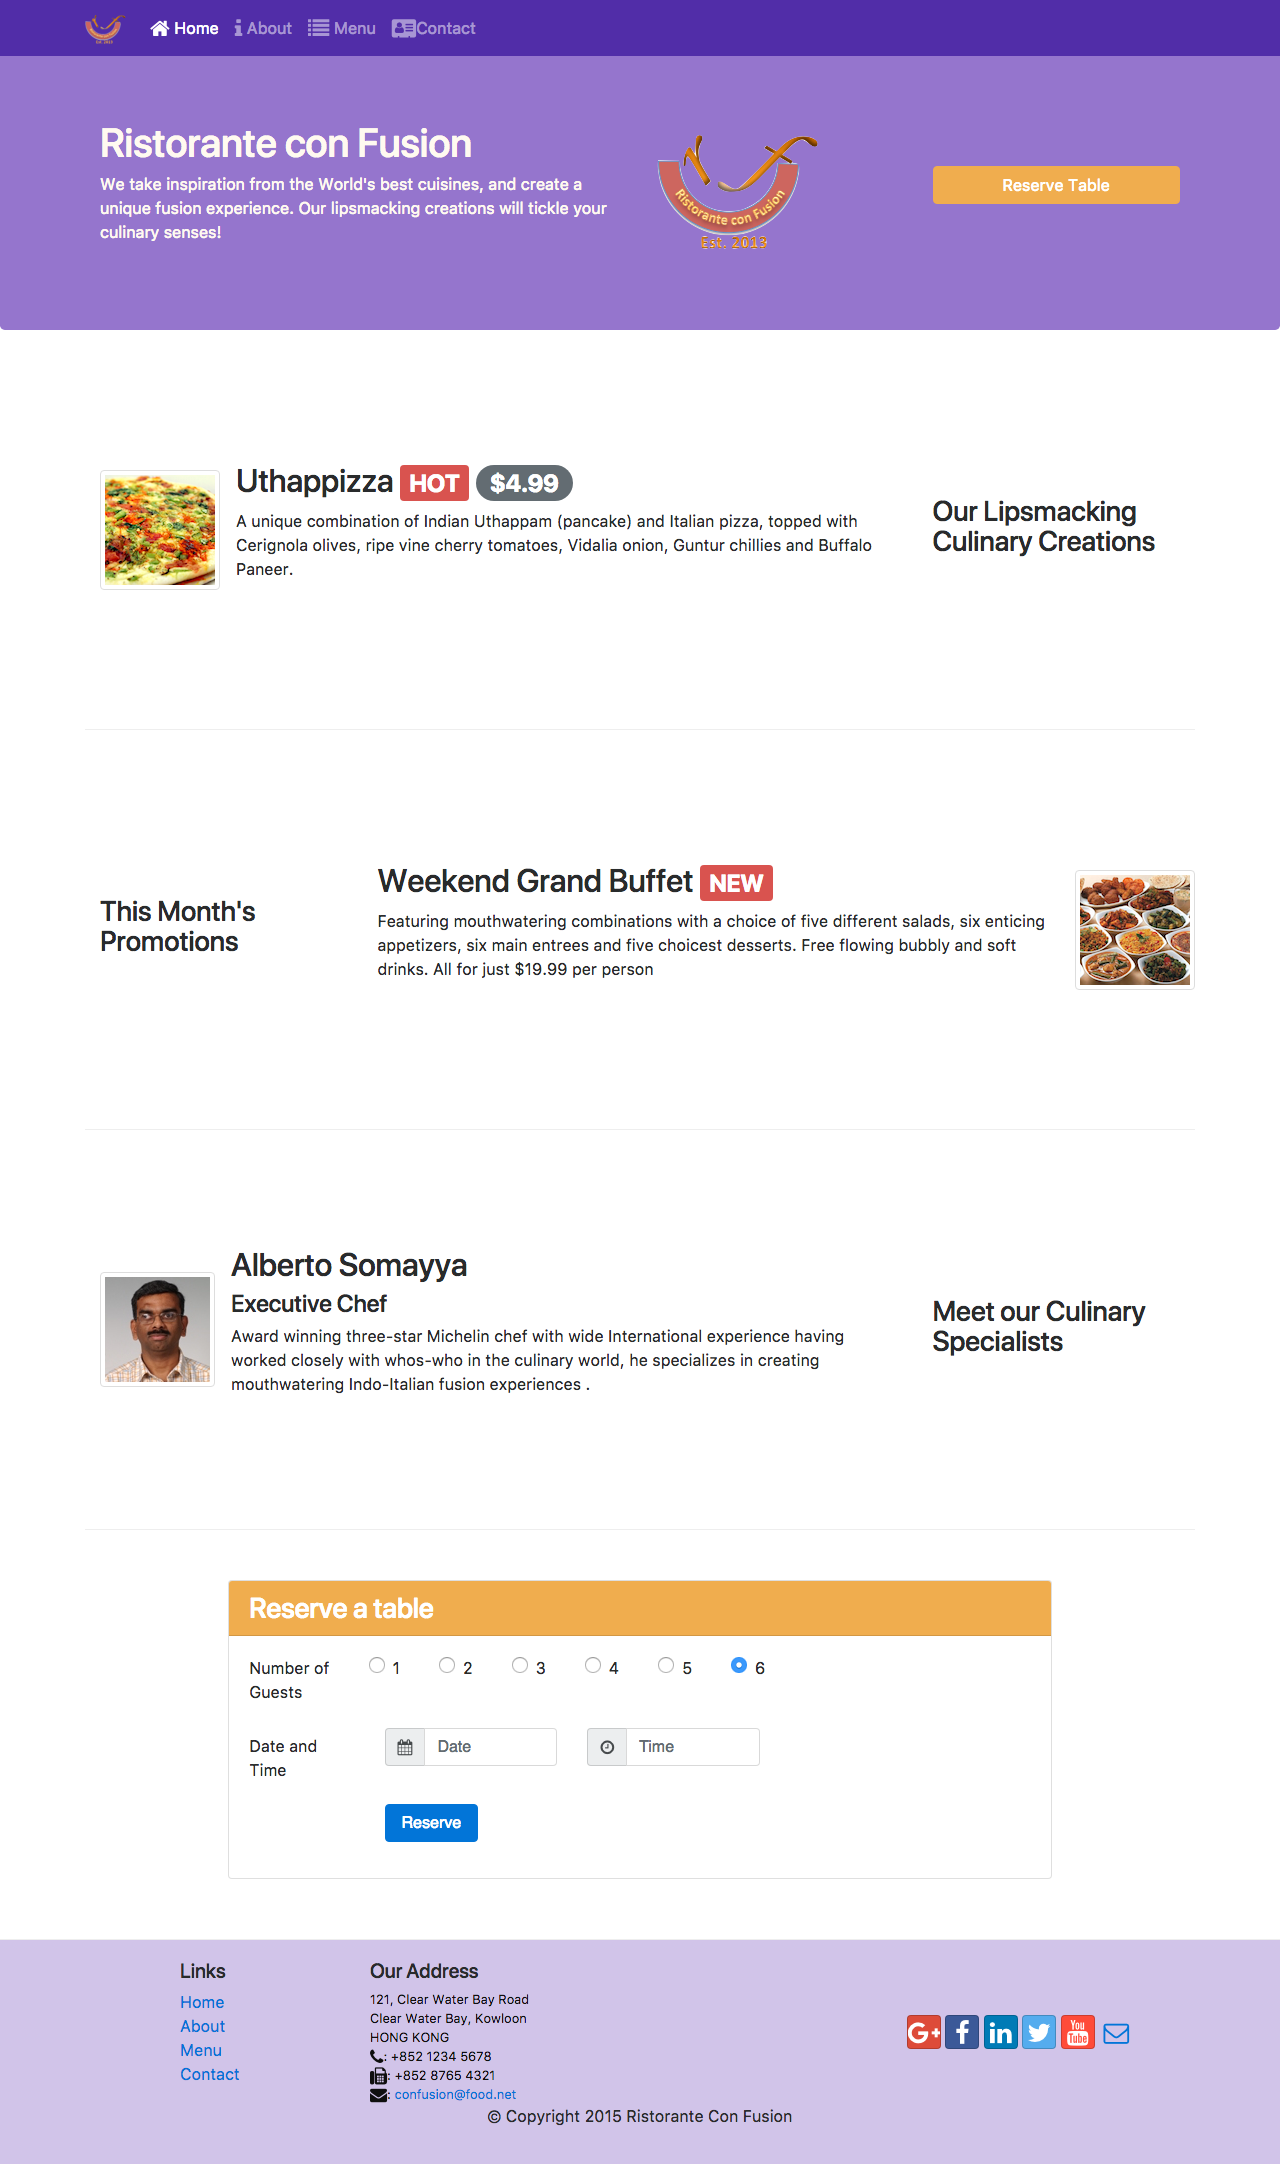 Home About Menu Contact
Ristorante con Fusion
We take inspiration from the World's best cuisines, and create a
unique fusion experience. Our lipsmacking creations will tickle your
culinary senses!
Ristorante con Fusion
Est. 2013
Reserve Table
Uthappizza HOT $4.99
A unique combination of Indian Uthappam (pancake) and Italian pizza, topped with
Cerignola olives, ripe vine cherry tomatoes, Vidalia onion, Guntur chillies and Buffalo
Paneer.
Our Lipsmacking
Culinary Creations
This Month's
Promotions
Weekend Grand Buffet NEW
Featuring mouthwatering combinations with a choice of five different salads, six enticing
appetizers, six main entrees and five choicest desserts. Free flowing bubbly and soft
drinks. All for just $19.99 per person
Alberto Somayya
Executive Chef
Award winning three-star Michelin chef with wide International experience having
worked closely with whos-who in the culinary world, he specializes in creating
mouthwatering Indo-Italian fusion experiences .
Meet our Culinary
Specialists
Reserve a table
Number of
Guests
1 2 3 4 5 6
Date and
Time
Date
Time
Reserve
Links
Home
About
Menu
Contact
Our Address
121, Clear Water Bay Road
Clear Water Bay, Kowloon
HONG KONG
: +852 1234 5678
: +852 8765 4321
: confusion@food.net
G+ f in You Tube
© Copyright 2015 Ristorante Con Fusion